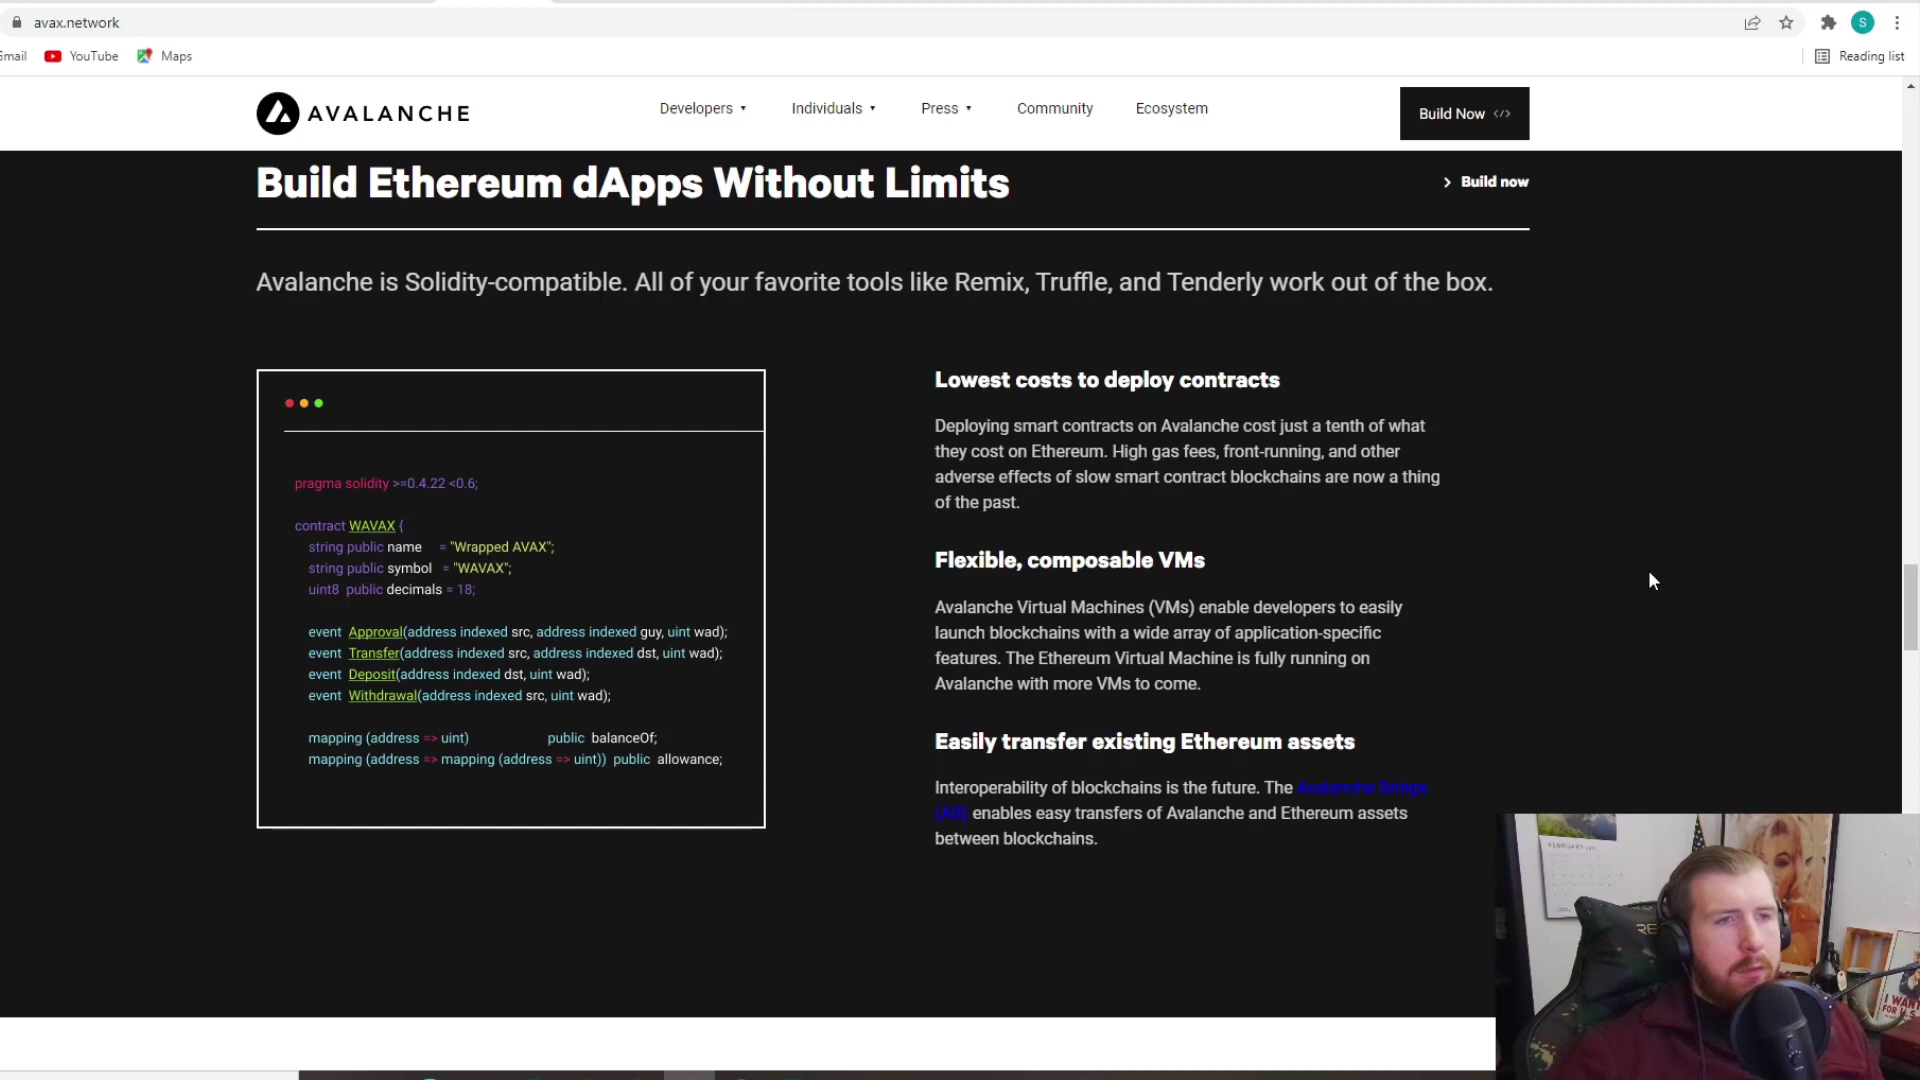 avax.network
S
Gmail
YouTube
Maps
Reading list
AVALANCHE
Developers
Individuals
Press
Community
Ecosystem
Build Now </>
Build Ethereum dApps Without Limits
Build now
Avalanche is Solidity-compatible. All of your favorite tools like Remix, Truffle, and Tenderly work out of the box.
pragma solidity >=0.4.22 <0.6;
contract WAVAX {
string public name = "Wrapped AVAX";
string public symbol = "WAVAX";
uint8 public decimals = 18;
event Approval(address indexed src, address indexed guy, uint wad);
event Transfer(address indexed src, address indexed dst, uint wad);
event Deposit(address indexed dst, uint wad);
event Withdrawal(address indexed src, uint wad);
mapping (address => uint) public balanceOf;
mapping (address => mapping (address => uint)) public allowance;
Lowest costs to deploy contracts
Deploying smart contracts on Avalanche cost just a tenth of what
they cost on Ethereum. High gas fees, front-running, and other
adverse effects of slow smart contract blockchains are now a thing
of the past.
Flexible, composable VMs
Avalanche Virtual Machines (VMs) enable developers to easily
launch blockchains with a wide array of application-specific
features. The Ethereum Virtual Machine is fully running on
Avalanche with more VMs to come.
Easily transfer existing Ethereum assets
Interoperability of blockchains is the future. The Avalanche Bridge
(AB) enables easy transfers of Avalanche and Ethereum assets
between blockchains.
FEBRUARY
I WANT
FOR U.S.